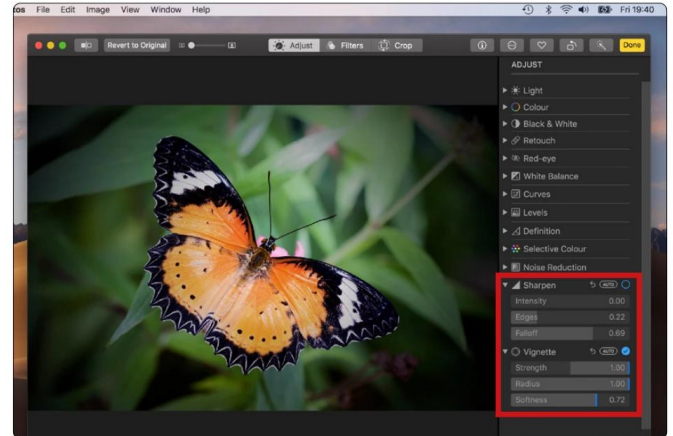 tos File Edit Image View Window Help Fri 19:40
Revert to Original Adjust Filters Crop Done
ADJUST
Light
Colour
Black & White
Retouch
Red-eye
White Balance
Curves
Levels
Definition
Selective Colour
Noise Reduction
Sharpen AUTO
Intensity 0.00
Edges 0.22
Falloff 0.69
Vignette AUTO
Strength 1.00
Radius 1.00
Softness 0.72